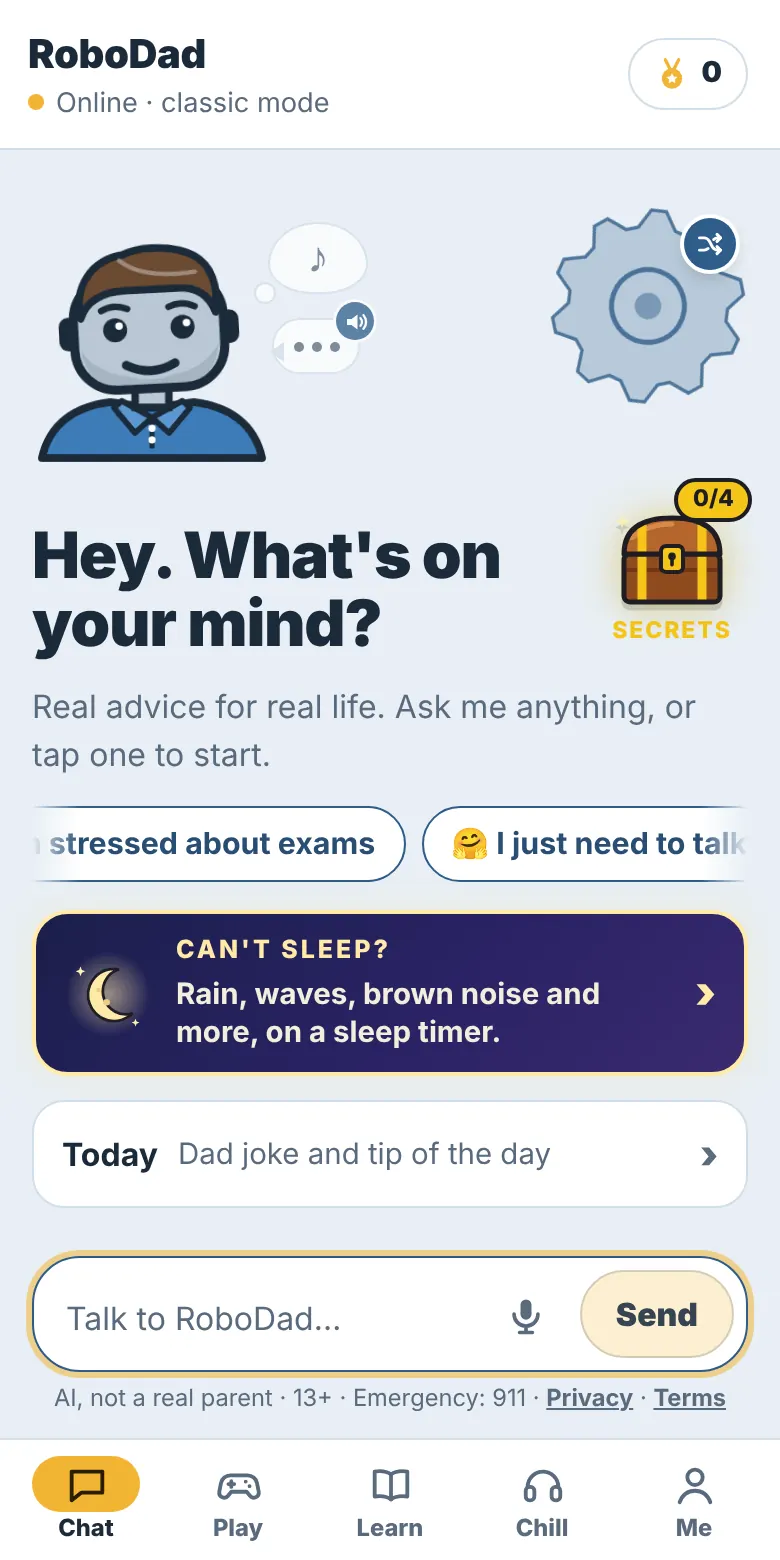 RoboDad
Online · classic mode
0
0/4
SECRETS
Hey. What's on
your mind?
Real advice for real life. Ask me anything, or
tap one to start.
stressed about exams
🤗 I just need to talk
CAN'T SLEEP?
Rain, waves, brown noise and
more, on a sleep timer.
Today Dad joke and tip of the day
Talk to RoboDad...
Send
AI, not a real parent · 13+ · Emergency: 911 · Privacy · Terms
Chat
Play
Learn
Chill
Me